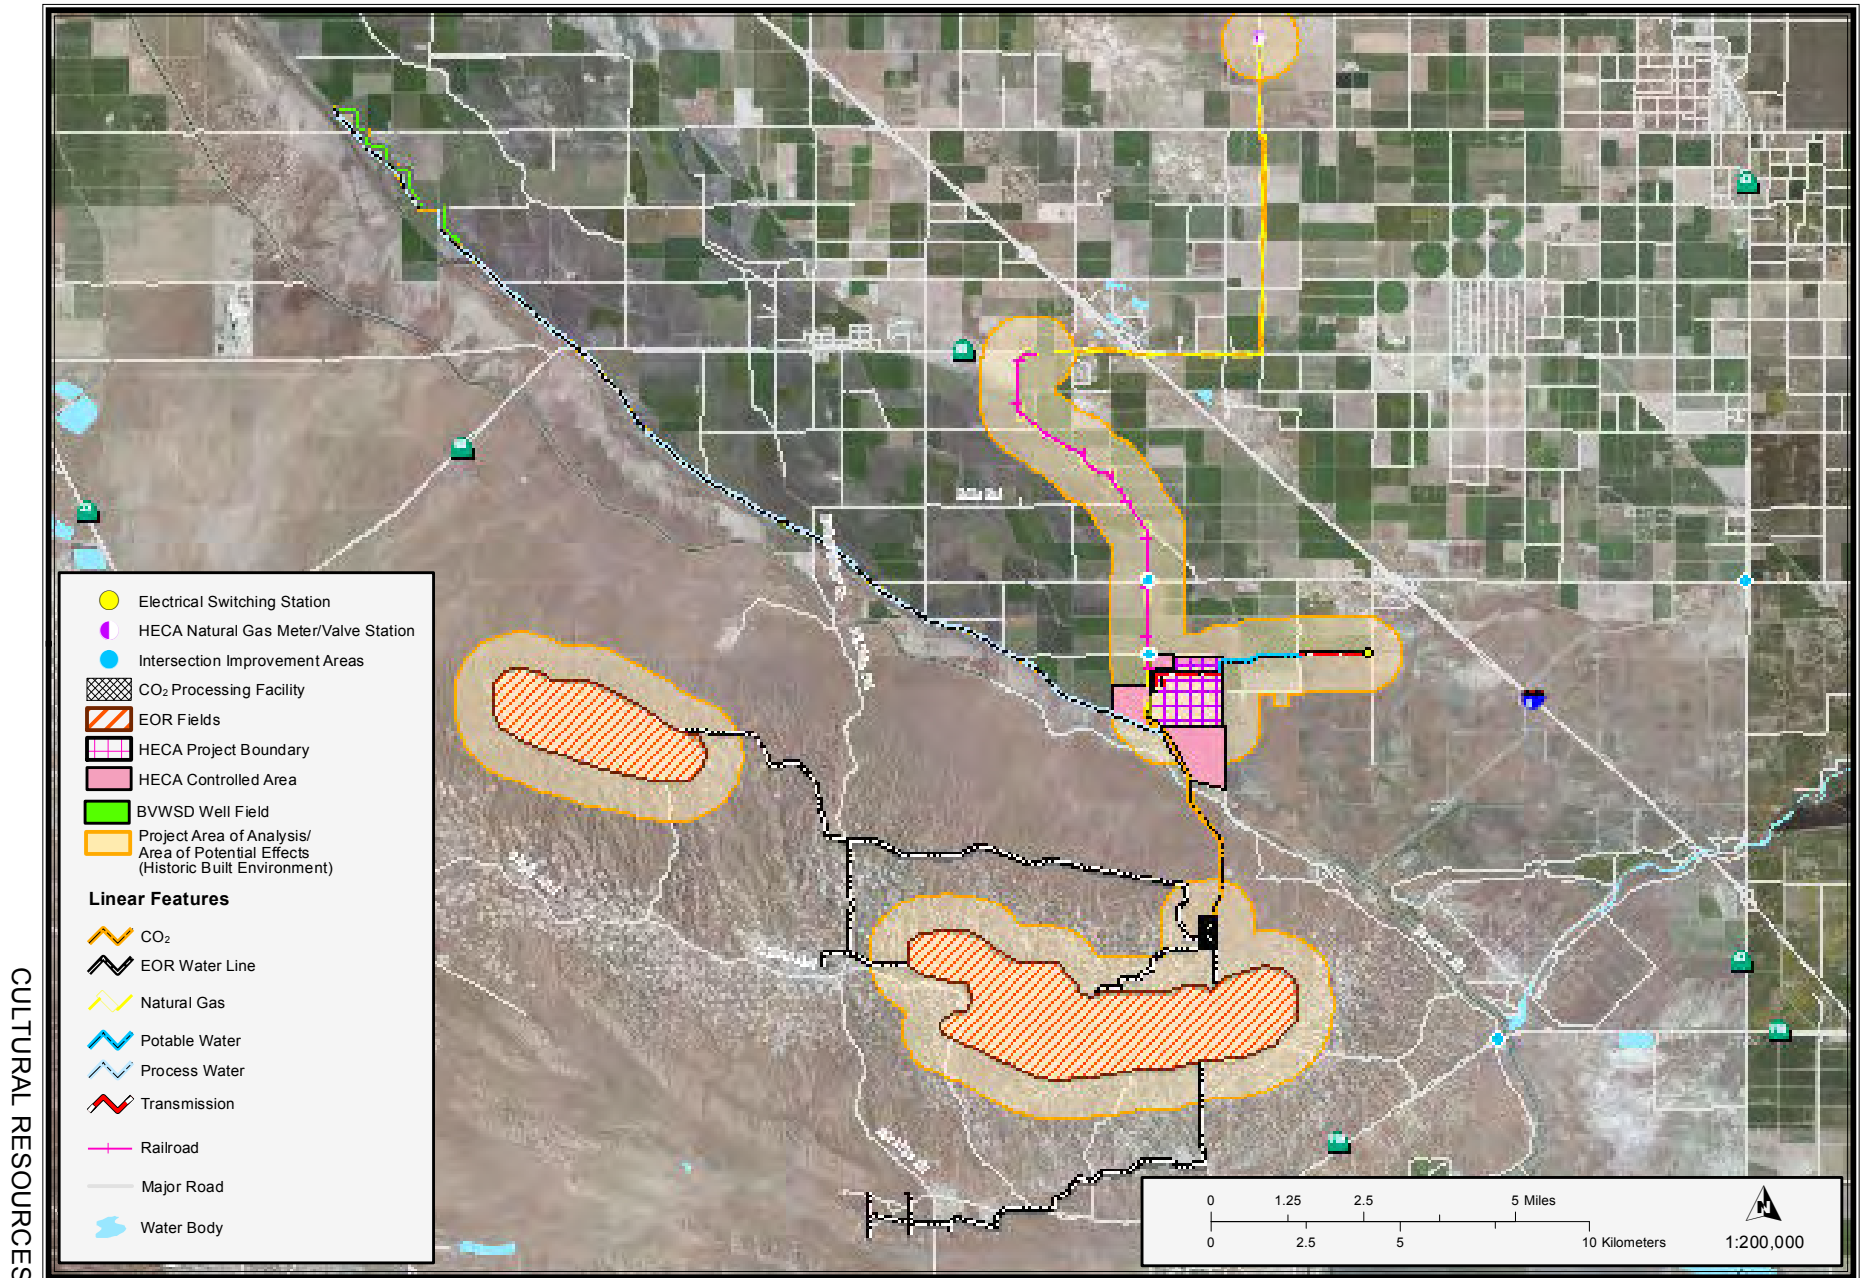 Electrical Switching Station
HECA Natural Gas Meter/Valve Station
Intersection Improvement Areas
CO₂ Processing Facility
EOR Fields
HECA Project Boundary
HECA Controlled Area
BVWSD Well Field
Project Area of Analysis/
Area of Potential Effects
(Historic Built Environment)
Linear Features
CO₂
EOR Water Line
Natural Gas
Potable Water
Process Water
Transmission
Railroad
Major Road
Water Body
0 1.25 2.5 5 Miles
0 2.5 5 10 Kilometers
N
1:200,000
CULTURAL RESOURCES